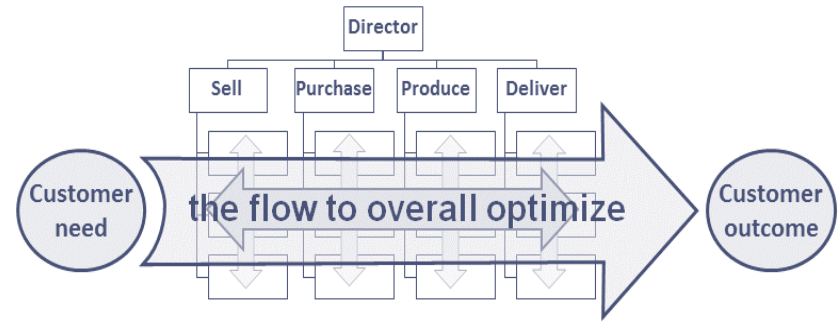 Director
Sell
Purchase
Produce
Deliver
Customer
need
the flow to overall optimize
Customer
outcome